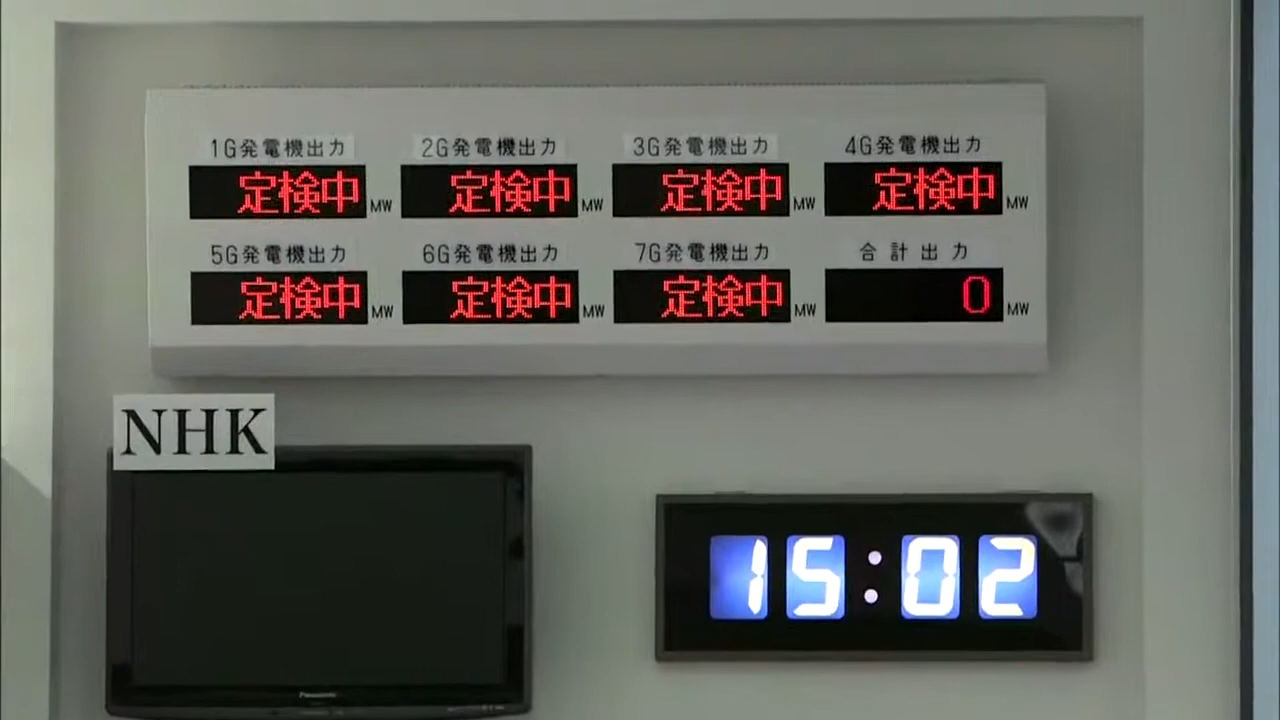 1G発電機出力 2G発電機出力 3G発電機出力 4G発電機出力
定検中 MW 定検中 MW 定検中 MW 定検中 MW
5G発電機出力 6G発電機出力 7G発電機出力 合計出力
定検中 MW 定検中 MW 定検中 MW 0 MW
NHK
15:02
Panasonic